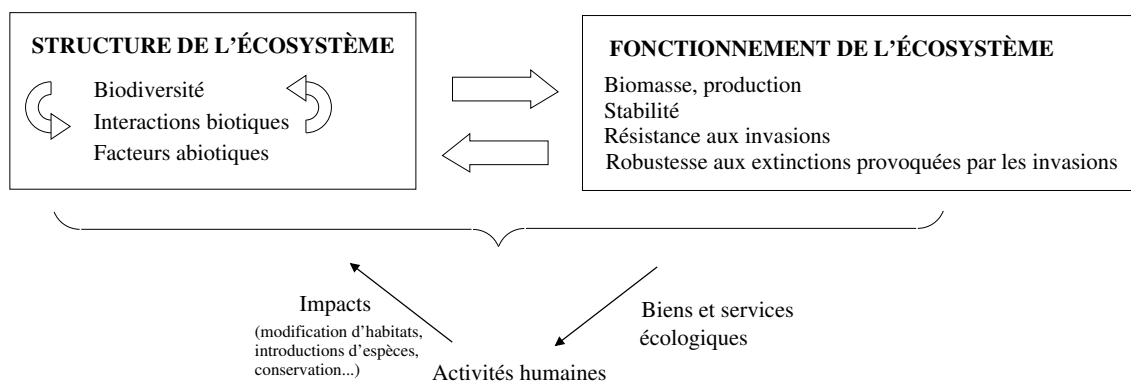 STRUCTURE DE L’ÉCOSYSTÈME
Biodiversité
Interactions biotiques
Facteurs abiotiques
FONCTIONNEMENT DE L’ÉCOSYSTÈME
Biomasse, production
Stabilité
Résistance aux invasions
Robustesse aux extinctions provoquées par les invasions
Impacts
(modification d’habitats,
introductions d’espèces,
conservation...)
Biens et services
écologiques
Activités humaines